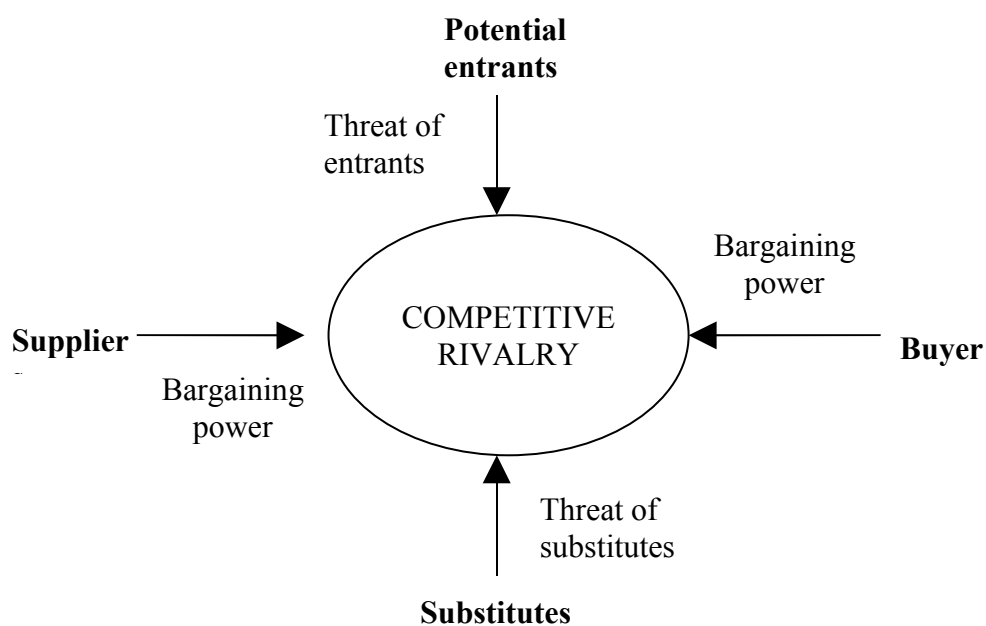 Potential
entrants
Threat of
entrants
Bargaining
power
COMPETITIVE
RIVALRY
Supplier
Buyer
Bargaining
power
Threat of
substitutes
Substitutes